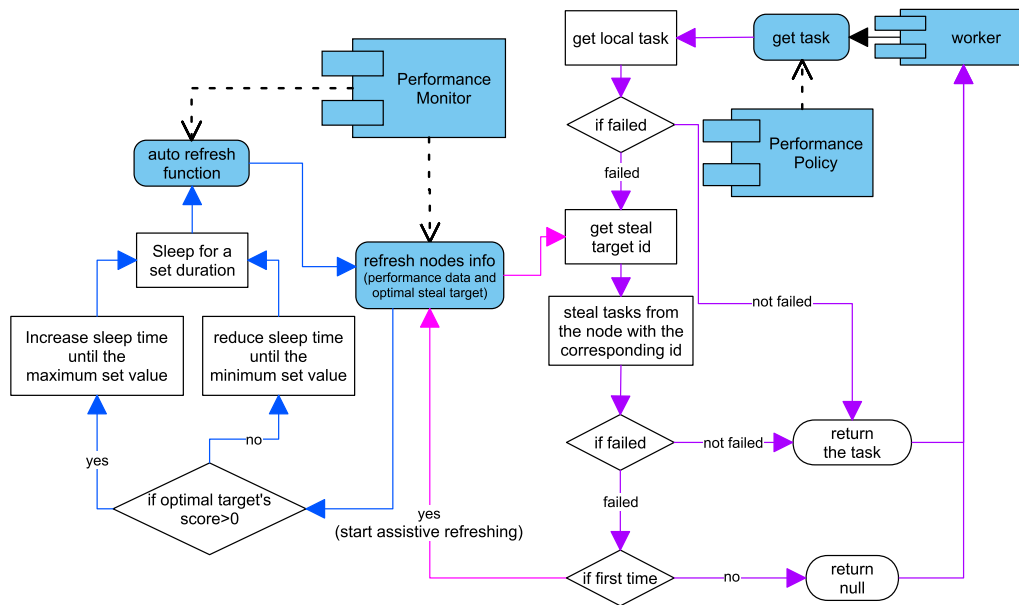 get local task
get task
worker
Performance
Monitor
if failed
Performance
Policy
auto refresh
function
failed
get steal
target id
Sleep for a
set duration
refresh nodes info
(performance data and
optimal steal target)
not failed
steal tasks from
the node with the
corresponding id
Increase sleep time
until the
maximum set value
reduce sleep time
until the
minimum set value
no
yes
if failed
not failed
return
the task
if optimal target's
score>0
failed
yes
(start assistive refreshing)
if first time
no
return
null